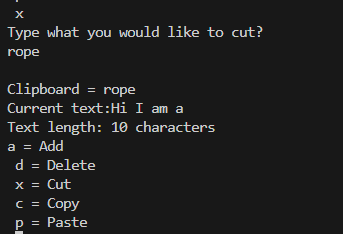 x
Type what you would like to cut?
rope

Clipboard = rope
Current text:Hi I am a
Text length: 10 characters
a = Add
 d = Delete
 x = Cut
 c = Copy
 p = Paste